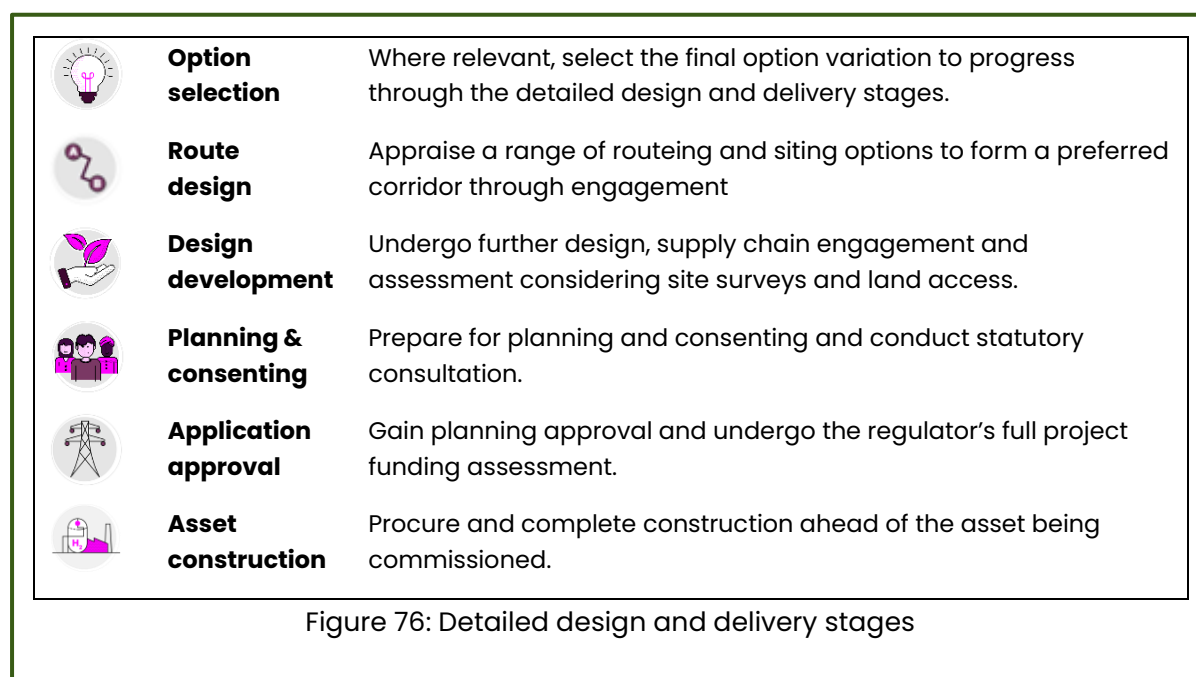 Option Where relevant, select the final option variation to progress
selection through the detailed design and delivery stages.
Route Appraise a range of routeing and siting options to form a preferred
design corridor through engagement
Design Undergo further design, supply chain engagement and
development assessment considering site surveys and land access.
Planning & Prepare for planning and consenting and conduct statutory
consenting consultation.
Application Gain planning approval and undergo the regulator’s full project
approval funding assessment.
H₂
Asset Procure and complete construction ahead of the asset being
construction commissioned.
Figure 76: Detailed design and delivery stages